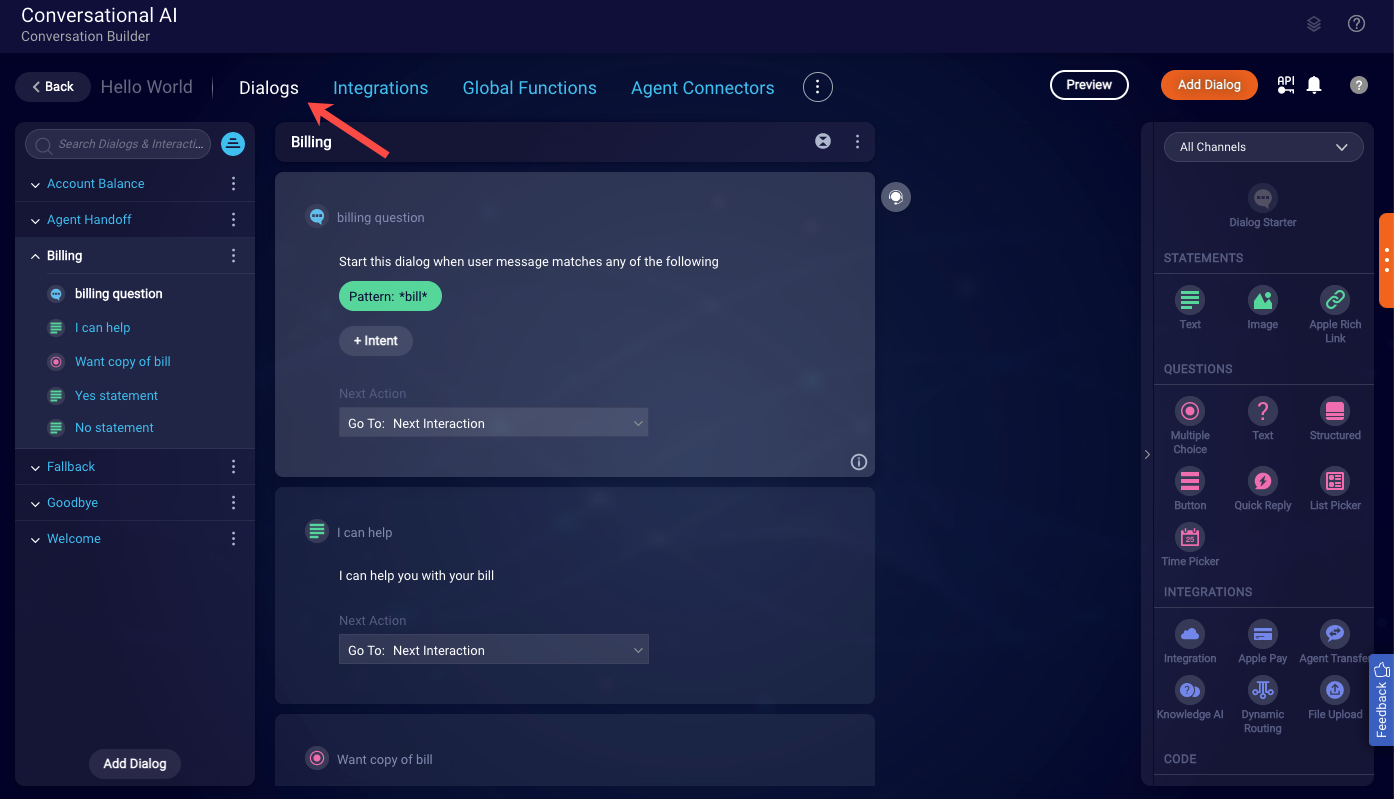 Conversational AI
Conversation Builder
Back
Hello World
Dialogs
Integrations
Global Functions
Agent Connectors
Preview
Add Dialog
API
?
Search Dialogs & Interacti...
Account Balance
Agent Handoff
Billing
billing question
I can help
Want copy of bill
Yes statement
No statement
Fallback
Goodbye
Welcome
Add Dialog
Billing
billing question
Start this dialog when user message matches any of the following
Pattern: *bill*
+ Intent
Next Action
Go To: Next Interaction
I can help
I can help you with your bill
Next Action
Go To: Next Interaction
Want copy of bill
All Channels
Dialog Starter
STATEMENTS
Text
Image
Apple Rich
Link
QUESTIONS
Multiple
Choice
Text
Structured
Button
Quick Reply
List Picker
25
Time Picker
INTEGRATIONS
Integration
Apple Pay
Agent Transfer
Knowledge AI
Dynamic
Routing
File Upload
CODE
Feedback